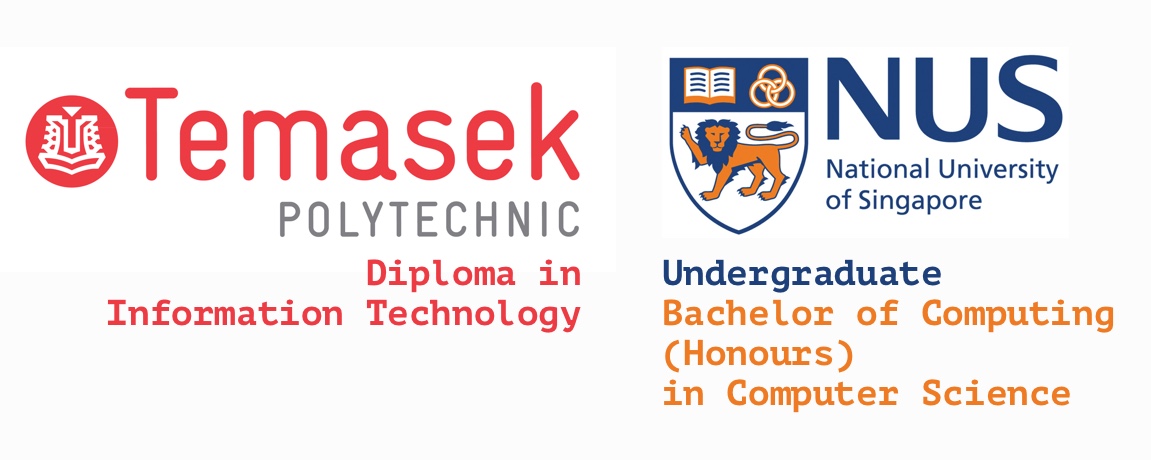 Temasek
POLYTECHNIC
Diploma in
Information Technology
NUS
National University
of Singapore
Undergraduate
Bachelor of Computing
(Honours)
in Computer Science